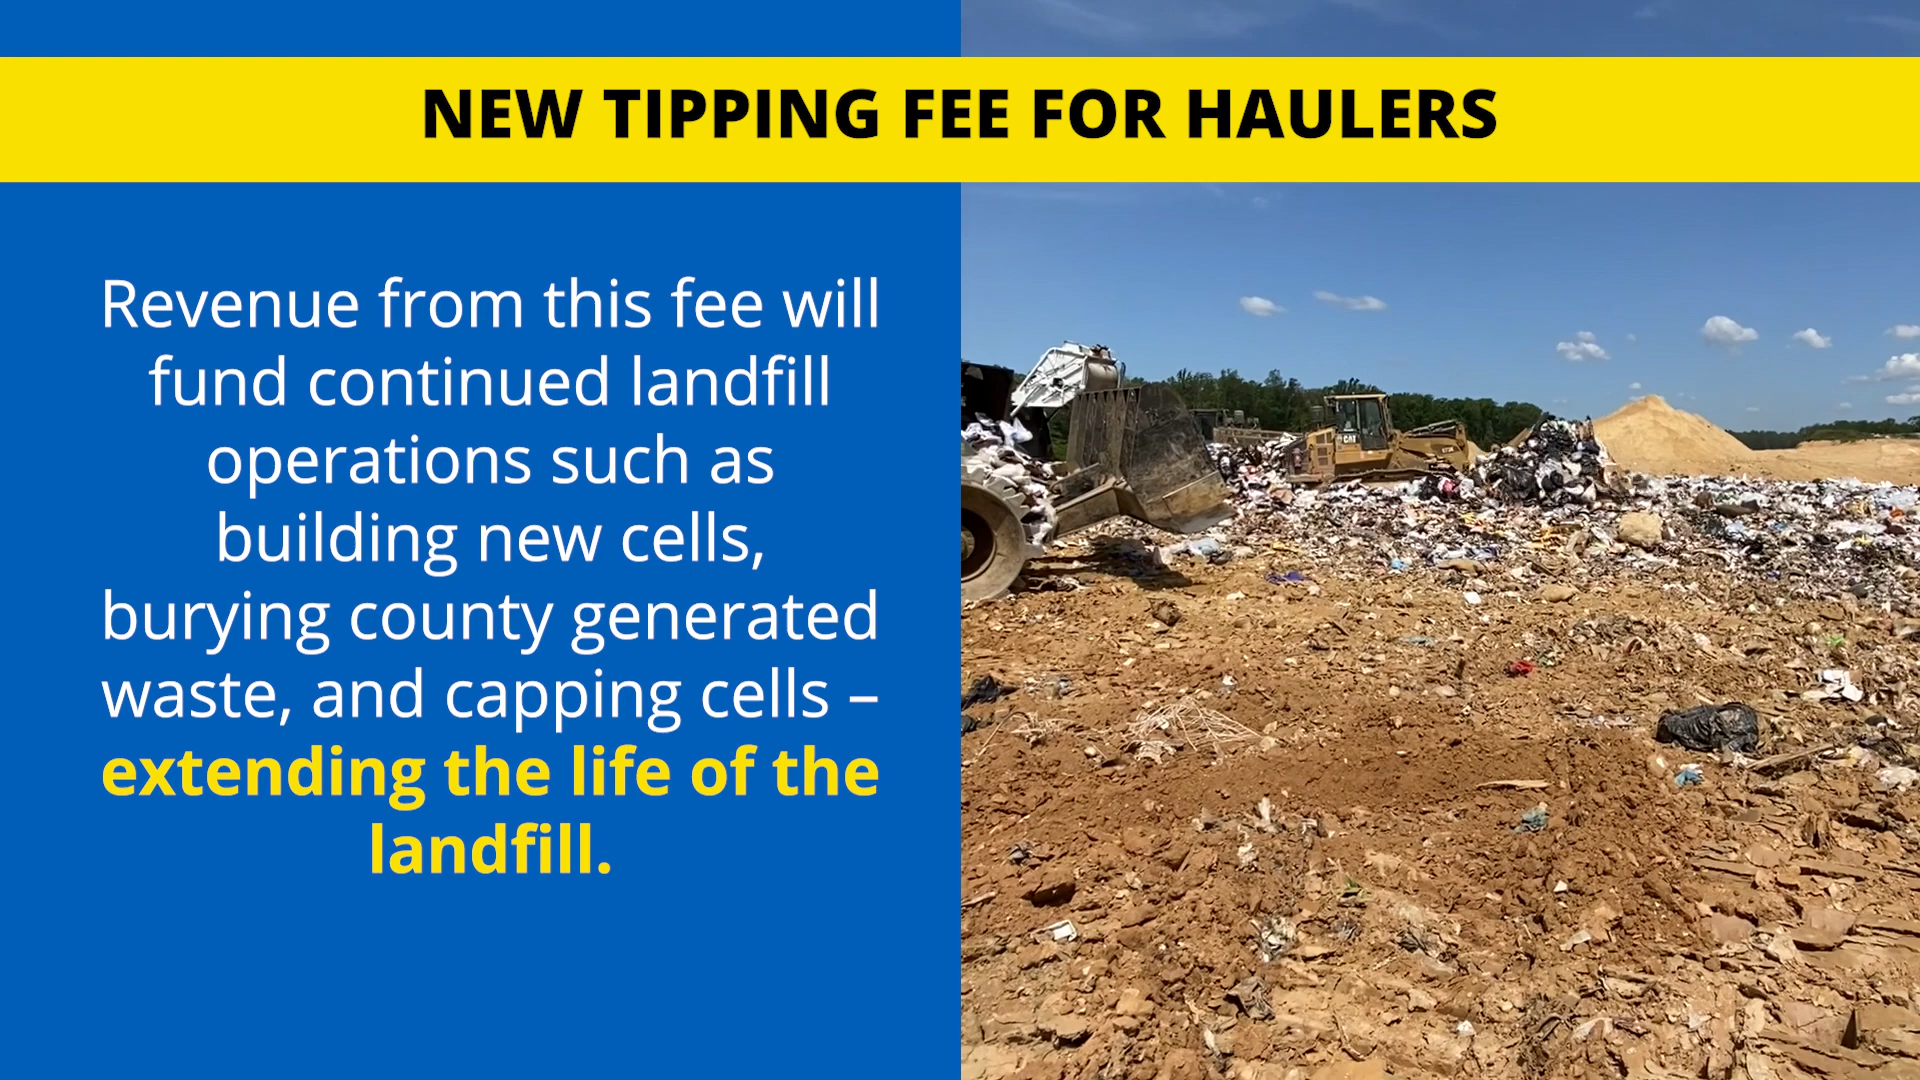 NEW TIPPING FEE FOR HAULERS
Revenue from this fee will
fund continued landfill
operations such as
building new cells,
burying county generated
waste, and capping cells –
extending the life of the
landfill.
CAT